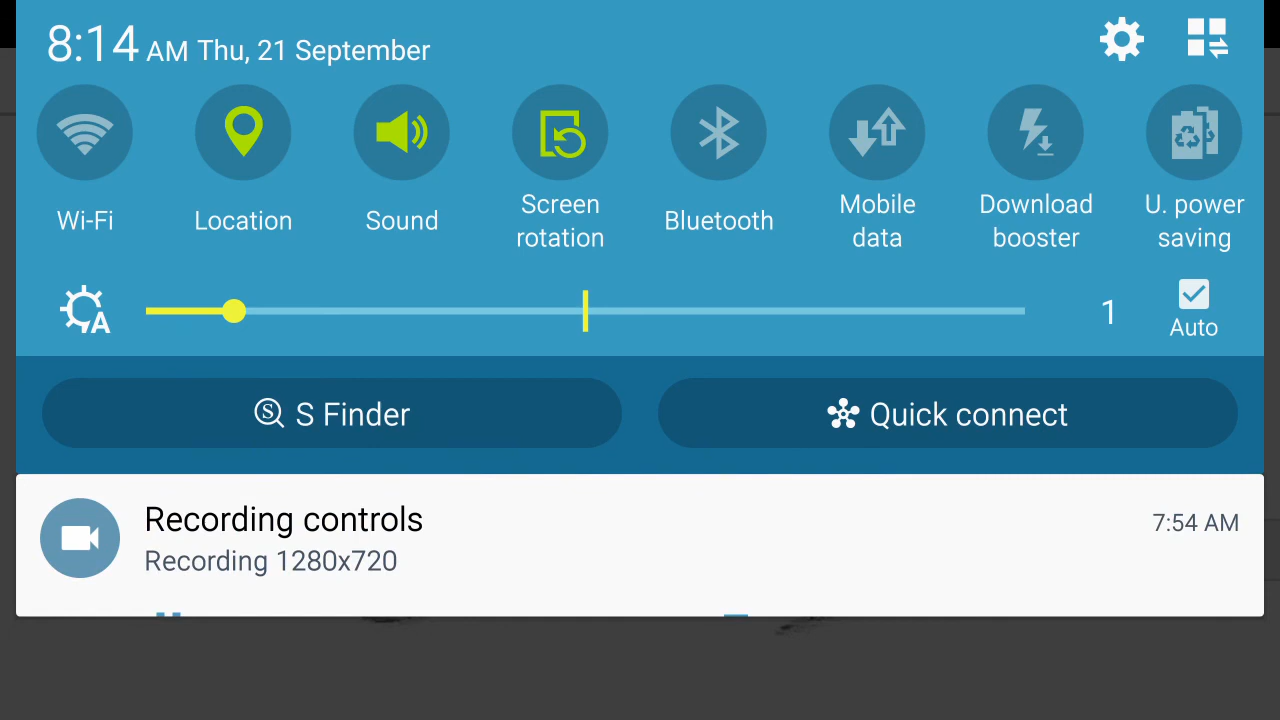 8:14 AM Thu, 21 September
Wi-Fi
Location
Sound
Screen
rotation
Bluetooth
Mobile
data
Download
booster
U. power
saving
A
1
Auto
S Finder
Quick connect
Recording controls
7:54 AM
Recording 1280x720